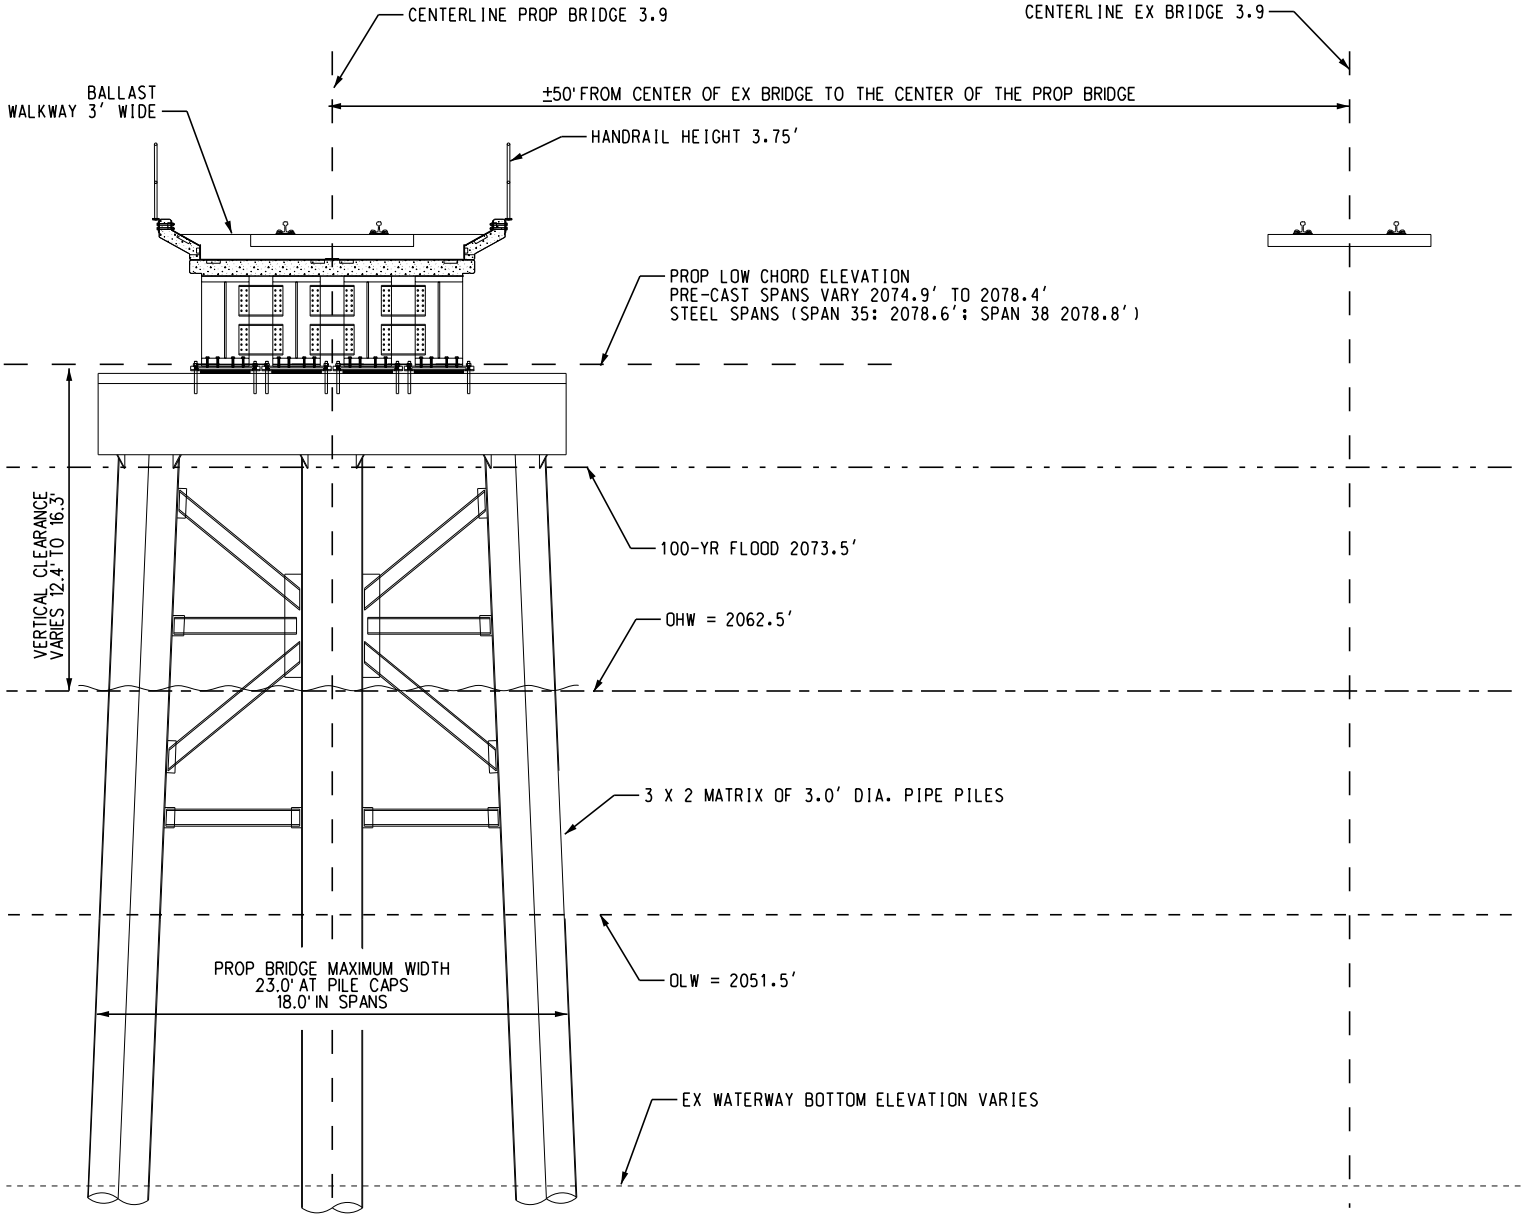 CENTERLINE PROP BRIDGE 3.9
CENTERLINE EX BRIDGE 3.9
BALLAST
WALKWAY 3' WIDE
±50' FROM CENTER OF EX BRIDGE TO THE CENTER OF THE PROP BRIDGE
HANDRAIL HEIGHT 3.75'
PROP LOW CHORD ELEVATION
PRE-CAST SPANS VARY 2074.9' TO 2078.4'
STEEL SPANS (SPAN 35: 2078.6'; SPAN 38 2078.8')
VERTICAL CLEARANCE
VARIES 12.4' TO 16.3'
100-YR FLOOD 2073.5'
OHW = 2062.5'
3 X 2 MATRIX OF 3.0' DIA. PIPE PILES
PROP BRIDGE MAXIMUM WIDTH
23.0' AT PILE CAPS
18.0' IN SPANS
OLW = 2051.5'
EX WATERWAY BOTTOM ELEVATION VARIES